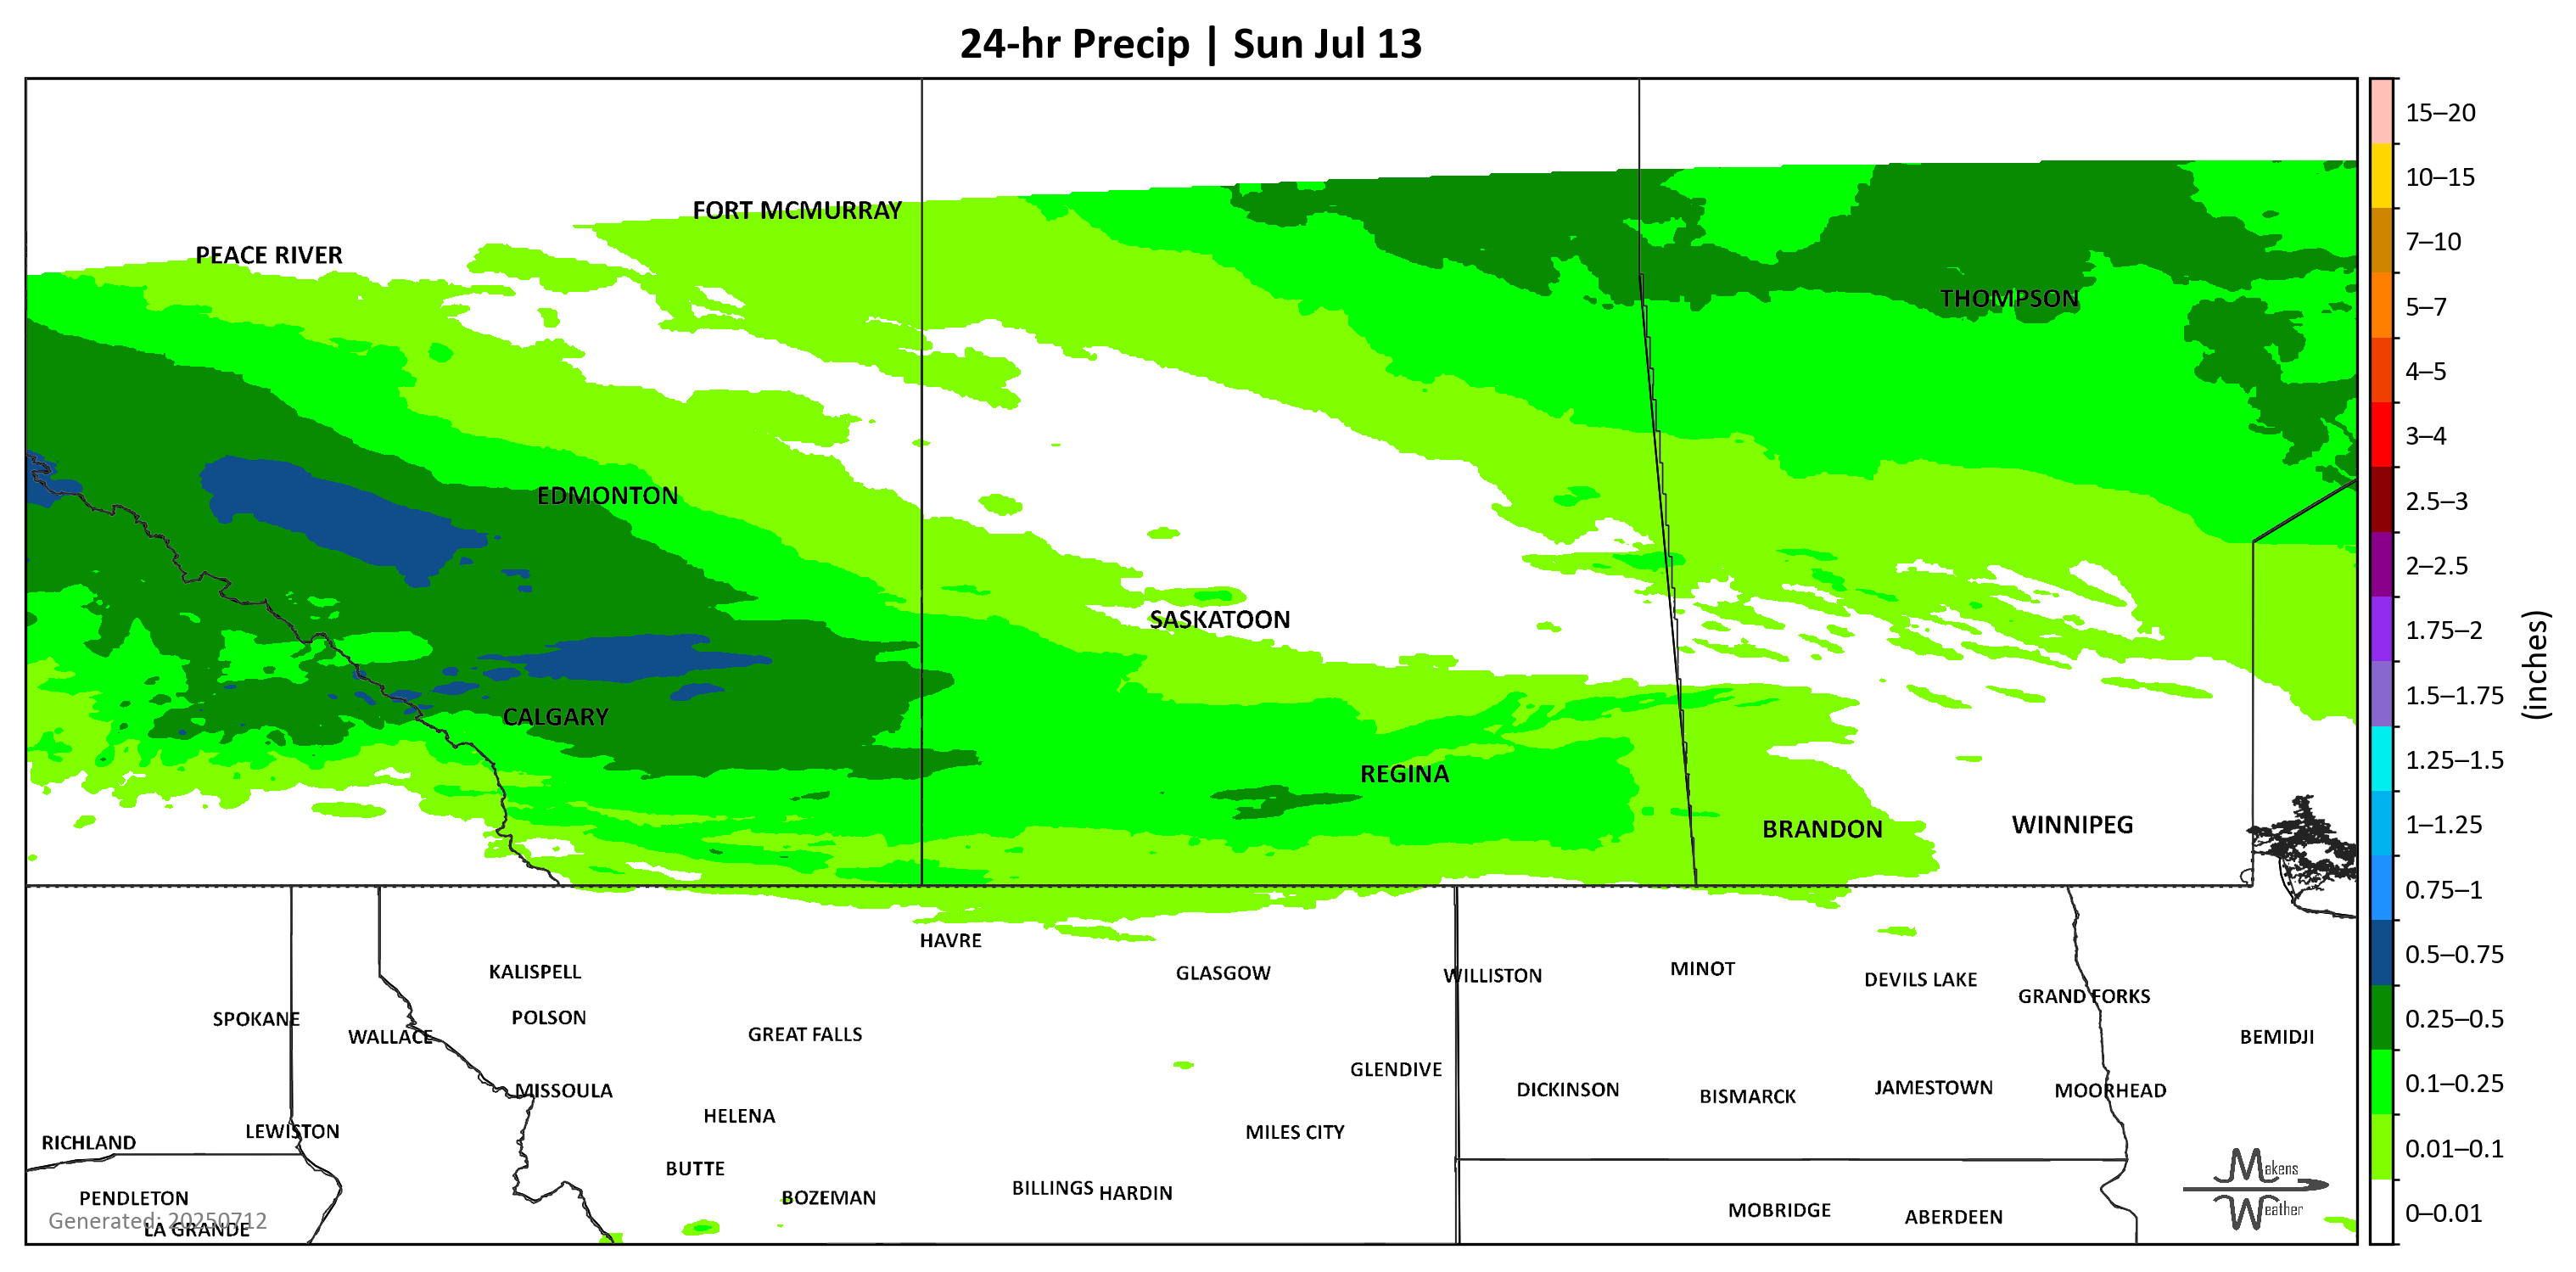 24-hr Precip | Sun Jul 13
FORT MCMURRAY
PEACE RIVER
THOMPSON
EDMONTON
SASKATOON
CALGARY
REGINA
BRANDON
WINNIPEG
HAVRE
KALISPELL
GLASGOW
WILLISTON
MINOT
DEVILS LAKE
GRAND FORKS
SPOKANE
POLSON
WALLACE
GREAT FALLS
BEMIDJI
GLENDIVE
MISSOULA
DICKINSON
BISMARCK
JAMESTOWN
MOORHEAD
HELENA
LEWISTON
MILES CITY
RICHLAND
BUTTE
PENDLETON
BOZEMAN
BILLINGS
HARDIN
MOBRIDGE
ABERDEEN
Generated: 20250712
LA GRANDE
Makens
Weather
15–20
10–15
7–10
5–7
4–5
3–4
2.5–3
2–2.5
1.75–2
1.5–1.75
1.25–1.5
1–1.25
0.75–1
0.5–0.75
0.25–0.5
0.1–0.25
0.01–0.1
0–0.01
(inches)